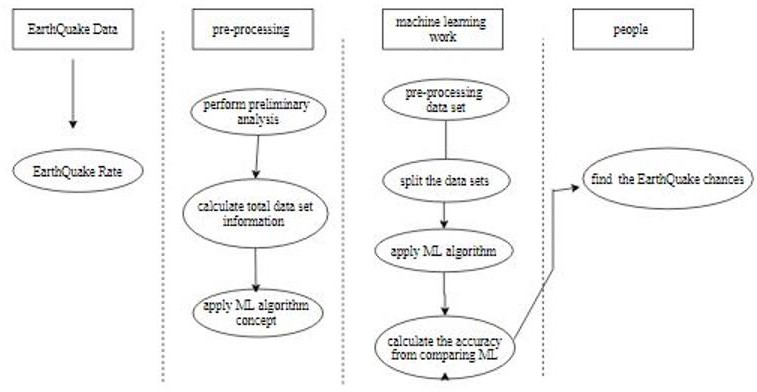 EarthQuake Data
EarthQuake Rate
pre-processing
perform preliminary
analysis
calculate total data set
information
apply ML algorithm
concept
machine learning
work
pre-processing
data set
split the data sets
apply ML algorithm
calculate the accuracy
from comparing ML
people
find the EarthQuake chances